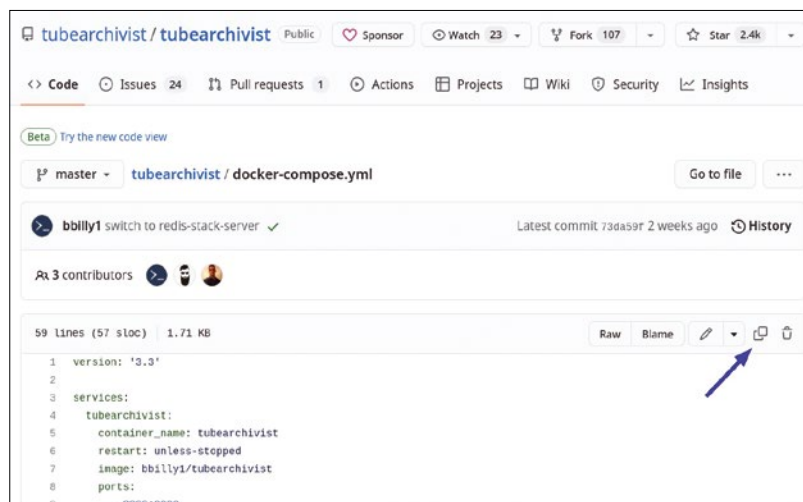 tubearchivist / tubearchivist Public Sponsor Watch 23 Fork 107 Star 2.4k
<> Code Issues 24 Pull requests 1 Actions Projects Wiki Security Insights
Beta Try the new code view
master tubearchivist / docker-compose.yml Go to file ...
bbilly1 switch to redis-stack-server Latest commit 73da59r 2 weeks ago History
3 contributors
59 lines (57 sloc) 1.71 KB Raw Blame
1 version: '3.3'
2
3 services:
4 tubearchivist:
5 container_name: tubearchivist
6 restart: unless-stopped
7 image: bbilly1/tubearchivist
8 ports: